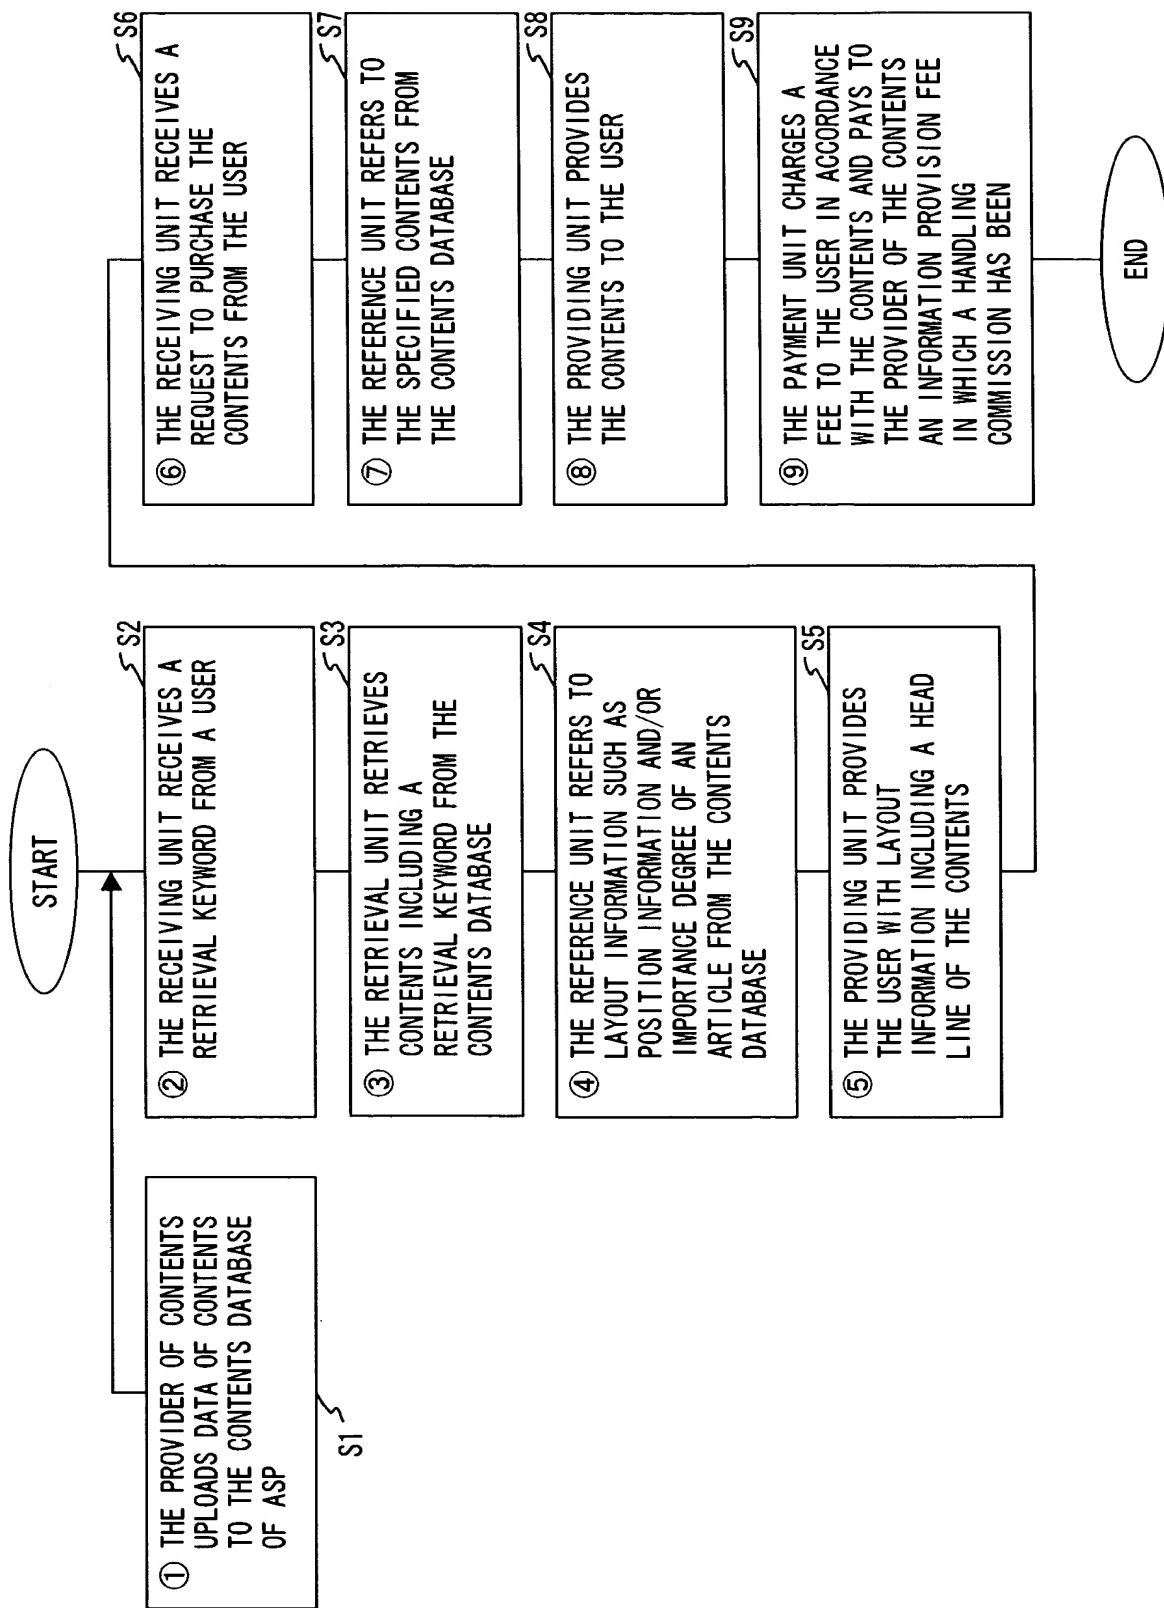 START
① THE PROVIDER OF CONTENTS
UPLOADS DATA OF CONTENTS
TO THE CONTENTS DATABASE
OF ASP
S1
S2
② THE RECEIVING UNIT RECEIVES A
RETRIEVAL KEYWORD FROM A USER
S3
③ THE RETRIEVAL UNIT RETRIEVES
CONTENTS INCLUDING A
RETRIEVAL KEYWORD FROM THE
CONTENTS DATABASE
S4
④ THE REFERENCE UNIT REFERS TO
LAYOUT INFORMATION SUCH AS
POSITION INFORMATION AND/OR
IMPORTANCE DEGREE OF AN
ARTICLE FROM THE CONTENTS
DATABASE
S5
⑤ THE PROVIDING UNIT PROVIDES
THE USER WITH LAYOUT
INFORMATION INCLUDING A HEAD
LINE OF THE CONTENTS
S6
⑥ THE RECEIVING UNIT RECEIVES A
REQUEST TO PURCHASE THE
CONTENTS FROM THE USER
S7
⑦ THE REFERENCE UNIT REFERS TO
THE SPECIFIED CONTENTS FROM
THE CONTENTS DATABASE
S8
⑧ THE PROVIDING UNIT PROVIDES
THE CONTENTS TO THE USER
S9
⑨ THE PAYMENT UNIT CHARGES A
FEE TO THE USER IN ACCORDANCE
WITH THE CONTENTS AND PAYS TO
THE PROVIDER OF THE CONTENTS
AN INFORMATION PROVISION FEE
IN WHICH A HANDLING
COMMISSION HAS BEEN
END